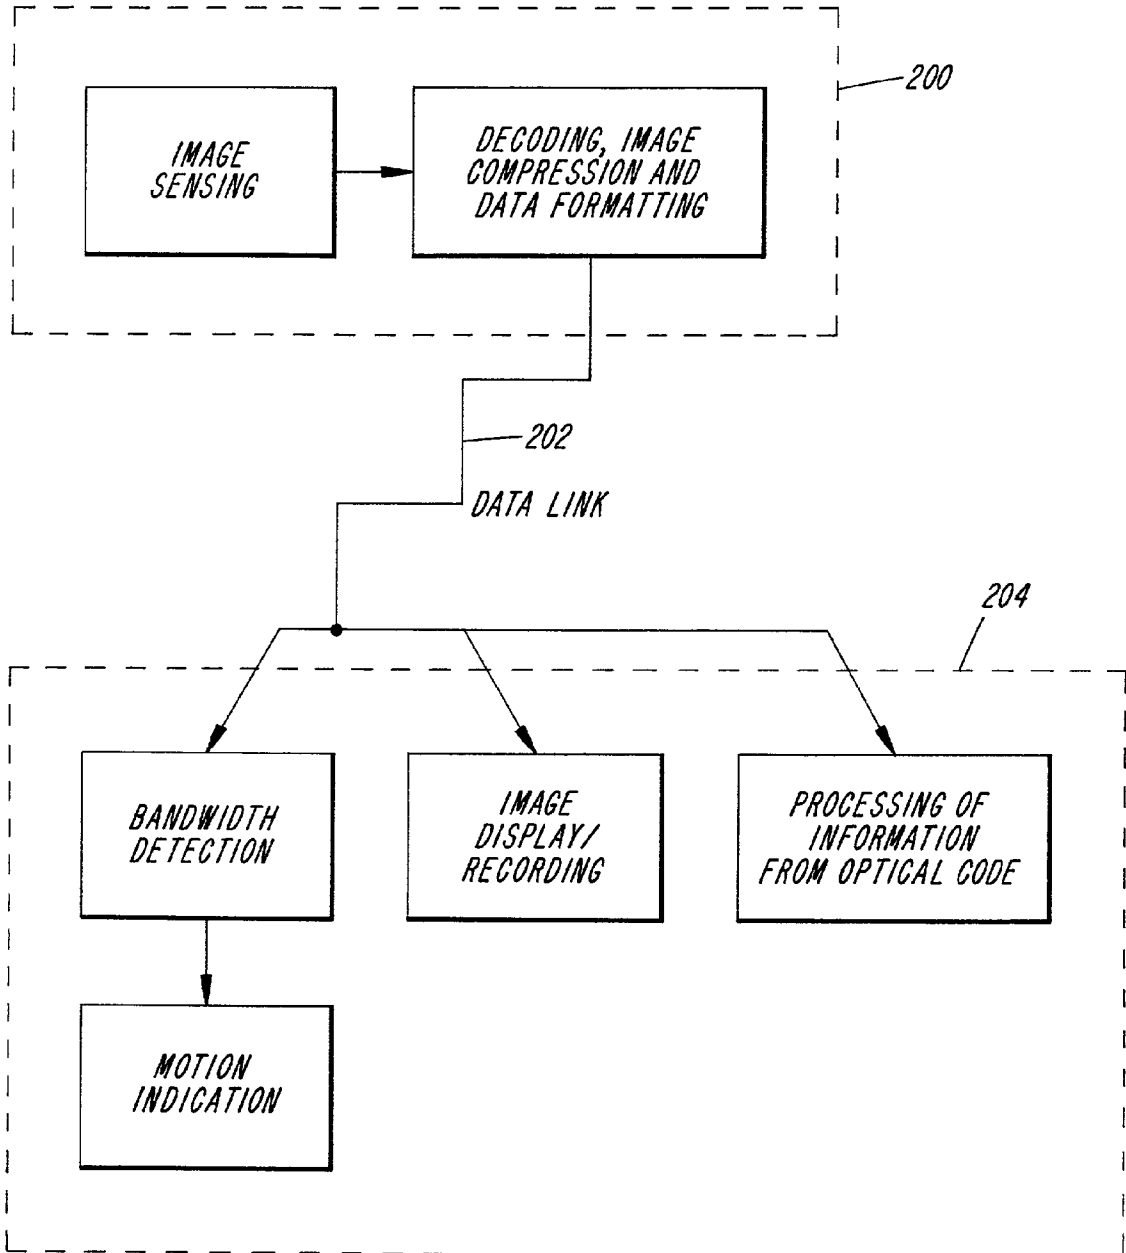 200
IMAGE
SENSING
DECODING, IMAGE
COMPRESSION AND
DATA FORMATTING
202
DATA LINK
204
BANDWIDTH
DETECTION
IMAGE
DISPLAY/
RECORDING
PROCESSING OF
INFORMATION
FROM OPTICAL CODE
MOTION
INDICATION